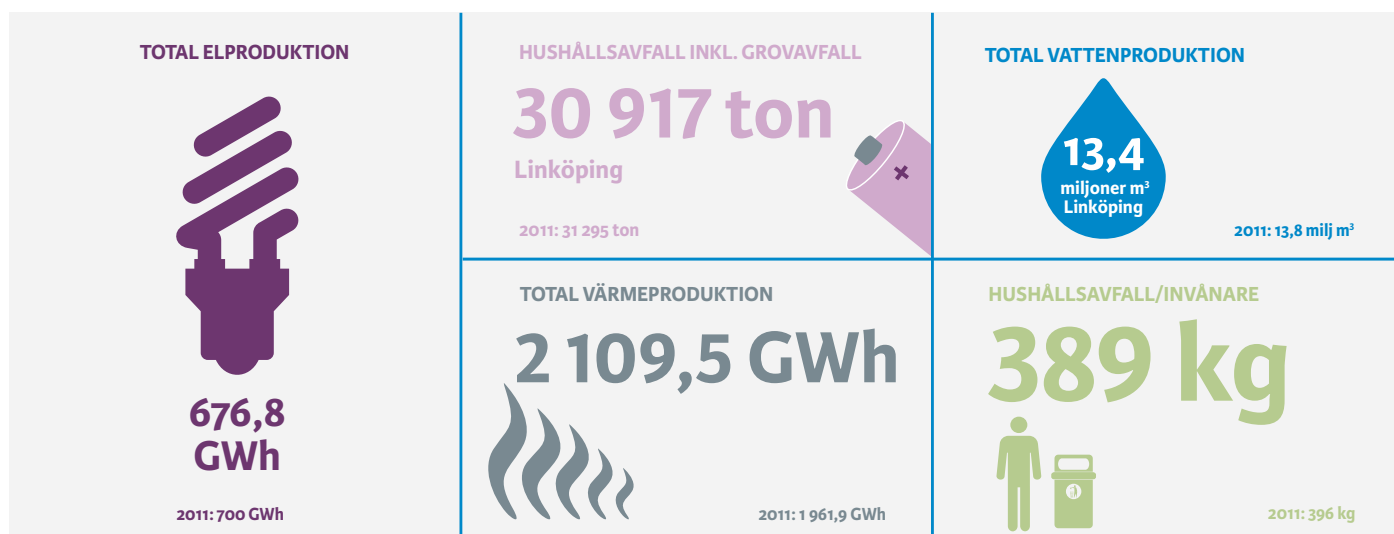 TOTAL ELPRODUKTION
676,8
GWh
2011: 700 GWh
HUSHÅLLSAVFALL INKL. GROVAVFALL
30 917 ton
Linköping
2011: 31 295 ton
TOTAL VATTENPRODUKTION
13,4
miljoner m³
Linköping
2011: 13,8 milj m³
TOTAL VÄRMEPRODUKTION
2 109,5 GWh
2011: 1 961,9 GWh
HUSHÅLLSAVFALL/INVÅNARE
389 kg
2011: 396 kg